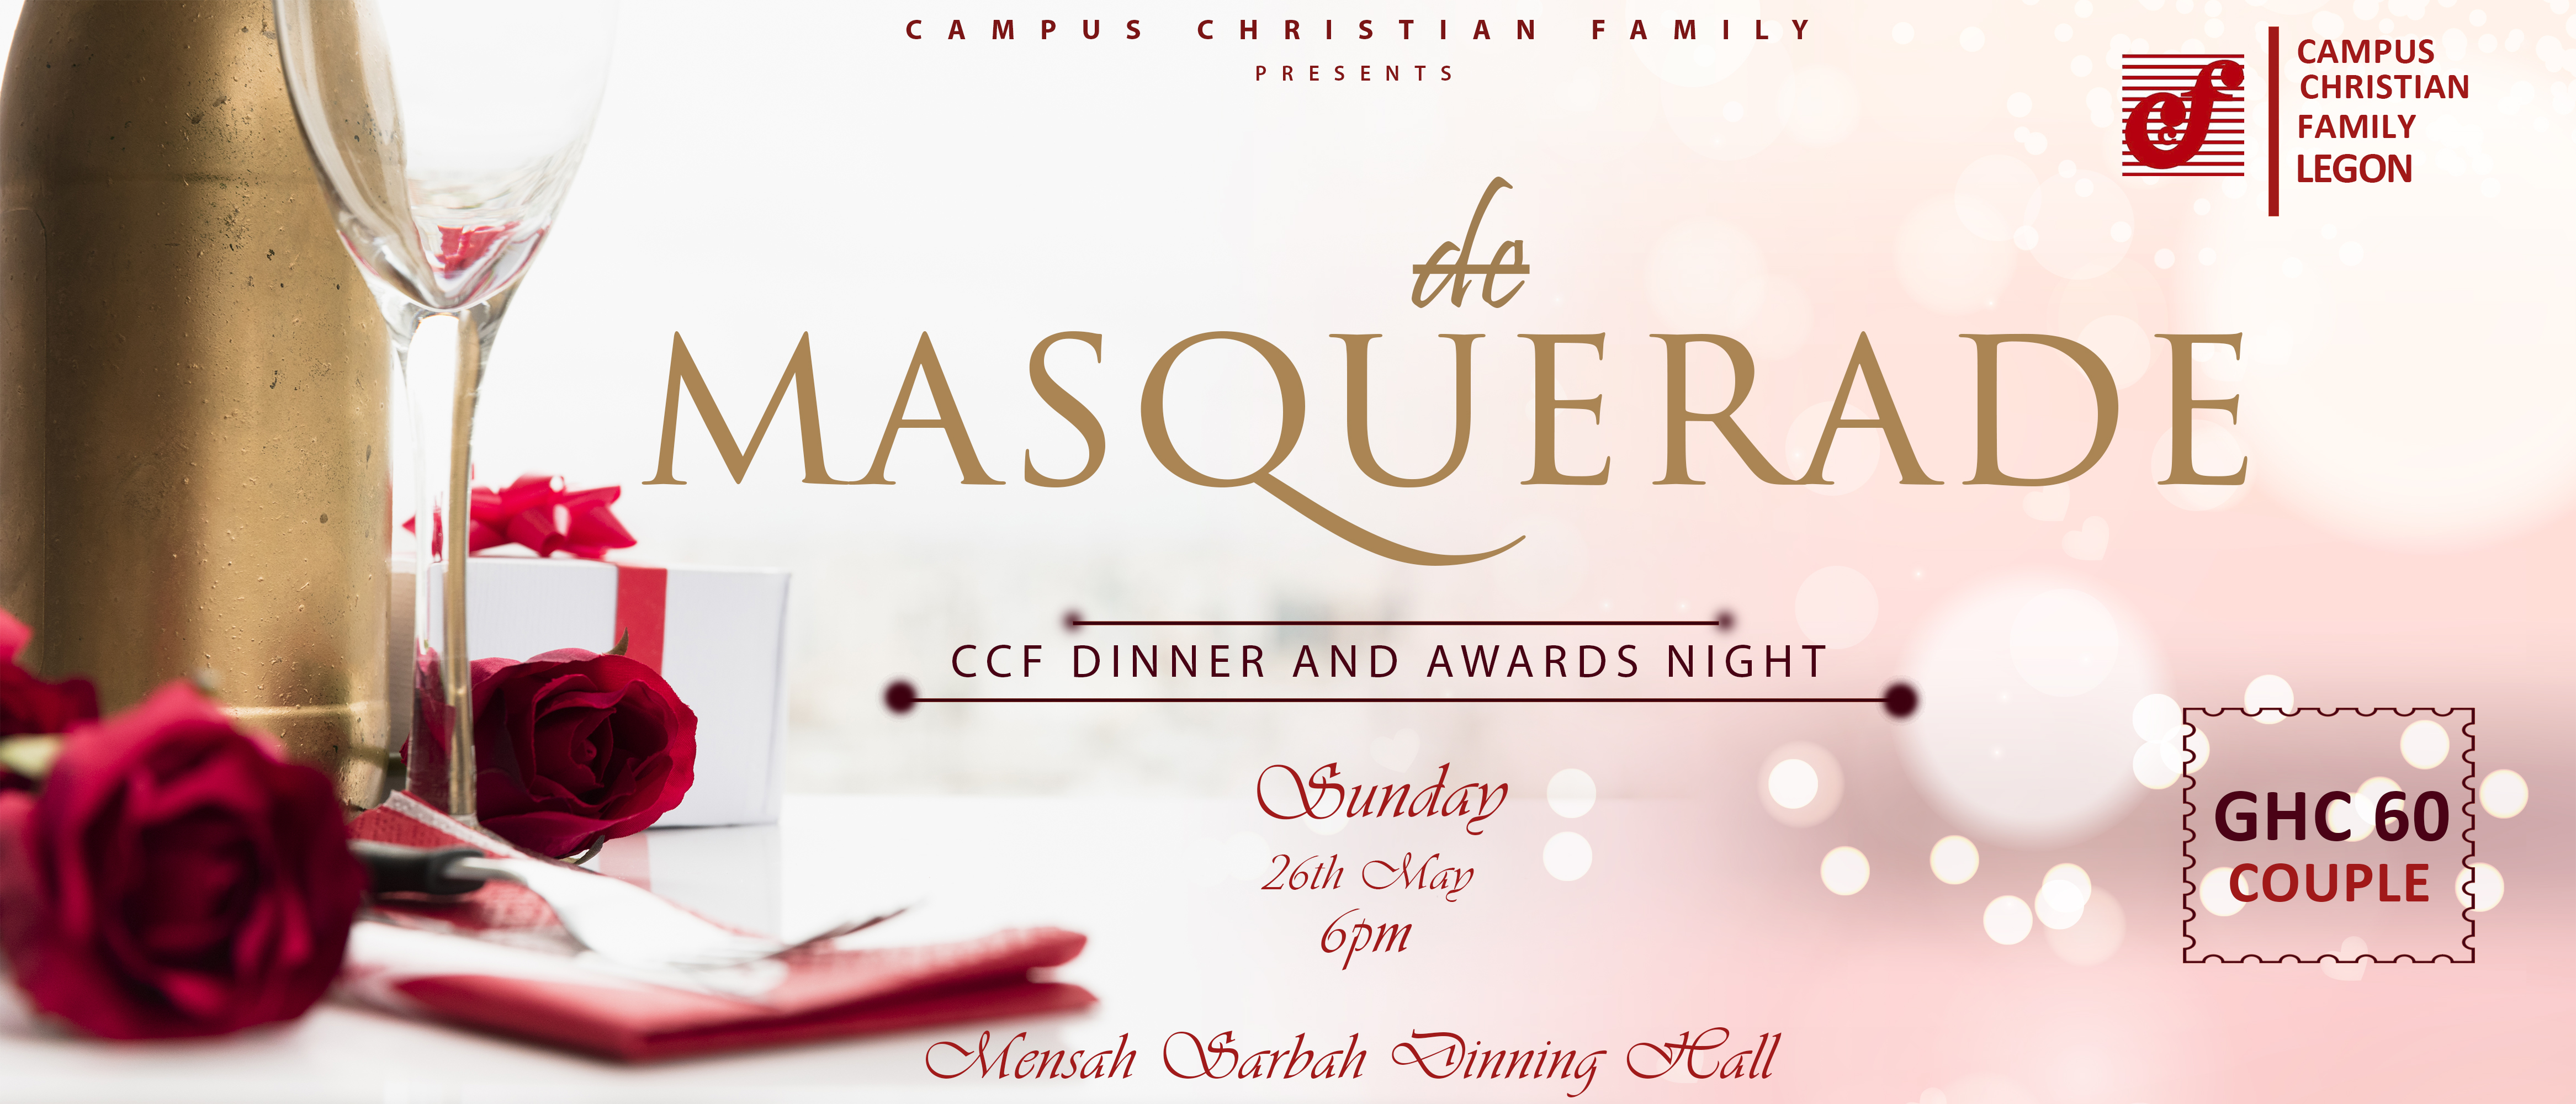 CAMPUS CHRISTIAN FAMILY
PRESENTS
CAMPUS
CHRISTIAN
FAMILY
LEGON
de
MASQUERADE
CCF DINNER AND AWARDS NIGHT
Sunday
26th May
6pm
GHC 60
COUPLE
Mensah Sarbah Dinning Hall